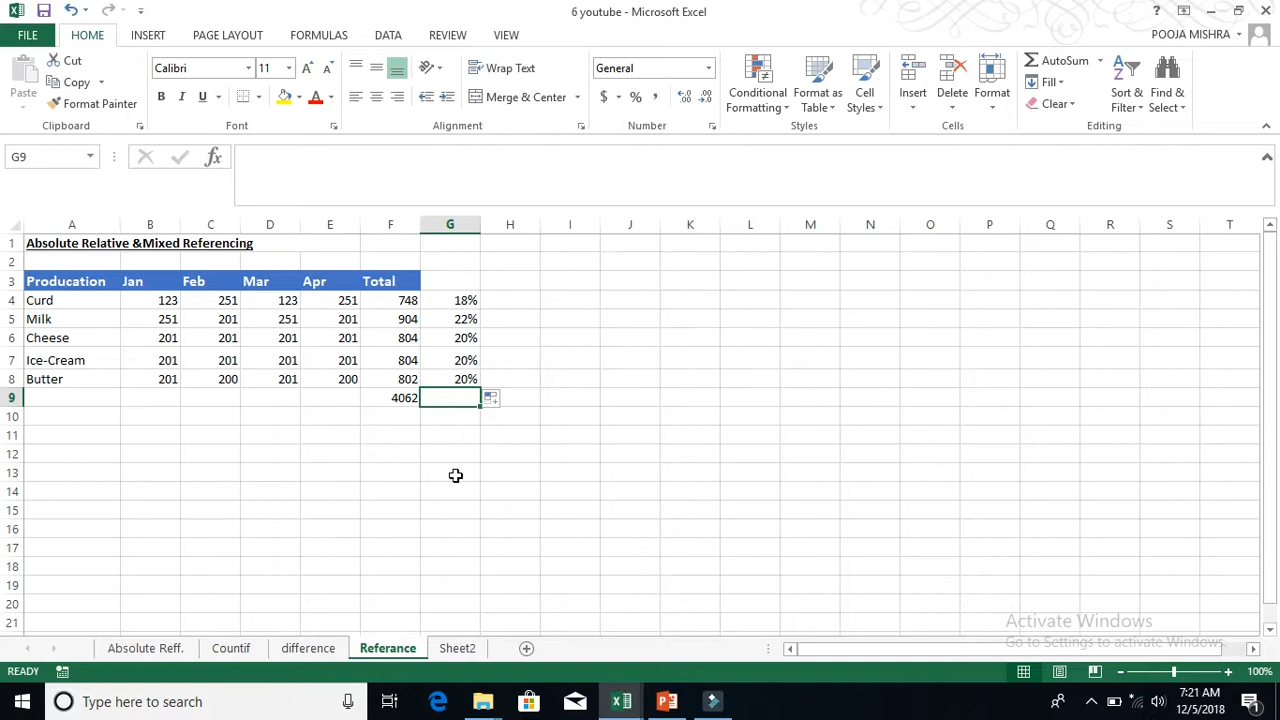 6 youtube - Microsoft Excel
FILE HOME INSERT PAGE LAYOUT FORMULAS DATA REVIEW VIEW POOJA MISHRA
Paste Cut Copy Format Painter Clipboard
Calibri 11 B I U A Font
Wrap Text Merge & Center Alignment
General $ % , Number
Conditional Formatting Format as Table Cell Styles Styles
Insert Delete Format Cells
AutoSum Fill Clear Sort & Filter Find & Select Editing
G9 fx
A B C D E F G H I J K L M N O P Q R S T
1 Absolute Relative &Mixed Referencing
2
3 Producation Jan Feb Mar Apr Total
4 Curd 123 251 123 251 748 18%
5 Milk 251 201 251 201 904 22%
6 Cheese 201 201 201 201 804 20%
7 Ice-Cream 201 201 201 201 804 20%
8 Butter 201 200 201 200 802 20%
9 4062
10
11
12
13
14
15
16
17
18
19
20
21
Activate Windows
Go to Settings to activate Windows.
Absolute Reff. Countif difference Referance sheet2
READY 100%
Type here to search
7:21 AM
12/5/2018